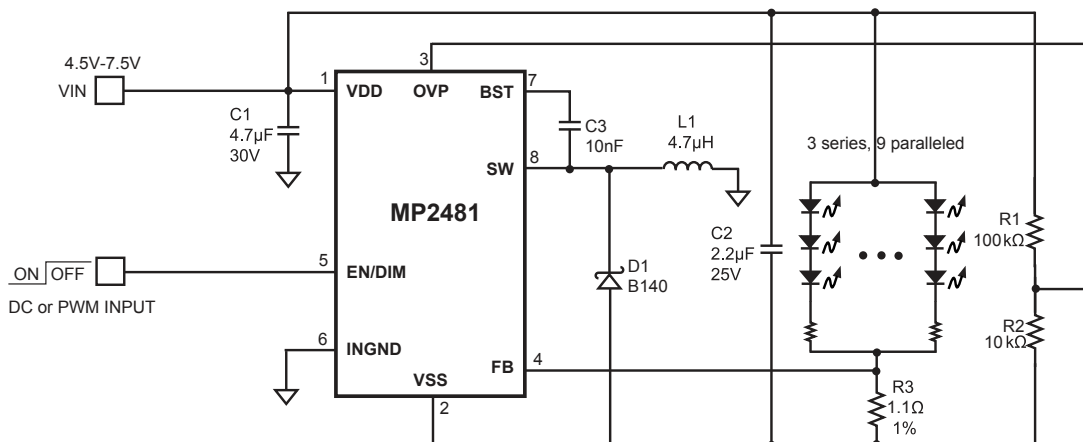 4.5V-7.5V
VIN
1
3
7
VDD
OVP
BST
C1
4.7µF
30V
C3
10nF
L1
4.7µH
8
SW
3 series, 9 paralleled
MP2481
R1
100kΩ
C2
2.2µF
25V
ON OFF
5
EN/DIM
D1
B140
DC or PWM INPUT
R2
10kΩ
6
INGND
4
FB
VSS
2
R3
1.1Ω
1%